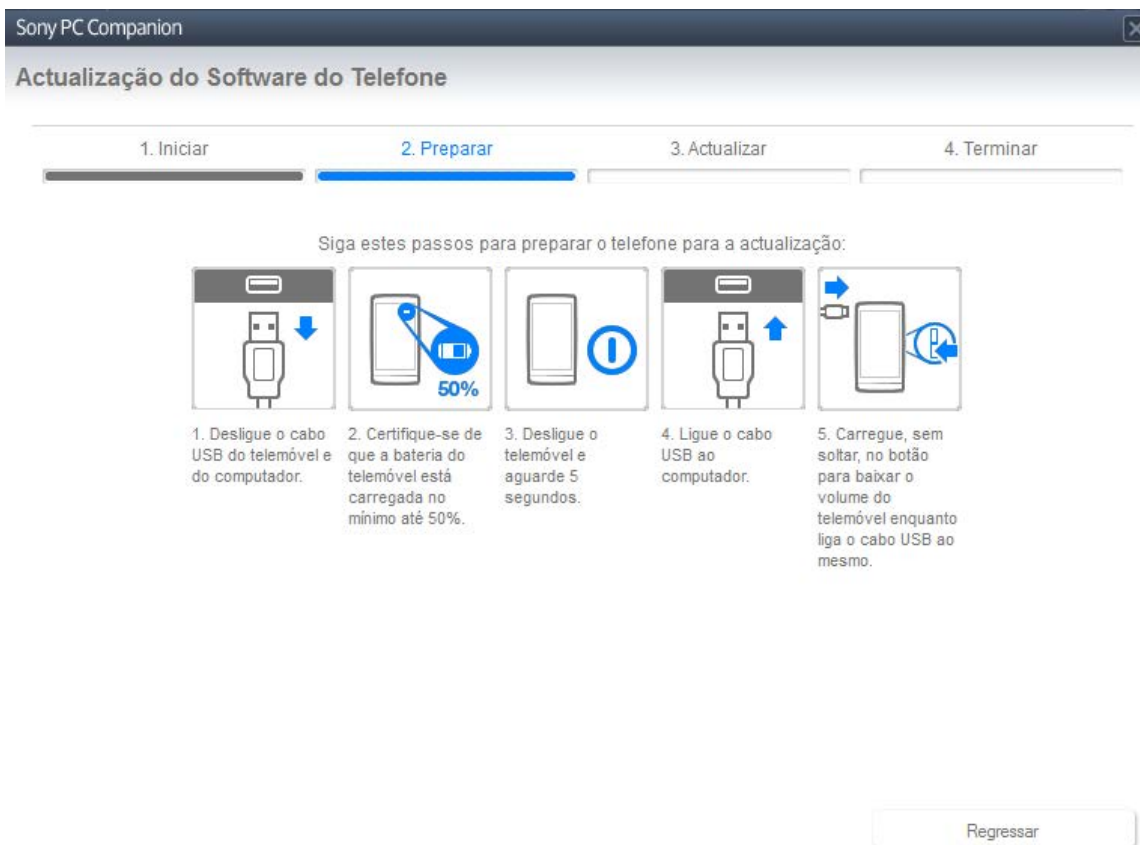 Sony PC Companion
Actualização do Software do Telefone
1. Iniciar
2. Preparar
3. Actualizar
4. Terminar
Siga estes passos para preparar o telefone para a actualização:
50%
1. Desligue o cabo
USB do telemóvel e
do computador.
2. Certifique-se de
que a bateria do
telemóvel está
carregada no
mínimo até 50%.
3. Desligue o
telemóvel e
aguarde 5
segundos.
4. Ligue o cabo
USB ao
computador.
5. Carregue, sem
soltar, no botão
para baixar o
volume do
telemóvel enquanto
liga o cabo USB ao
mesmo.
Regressar